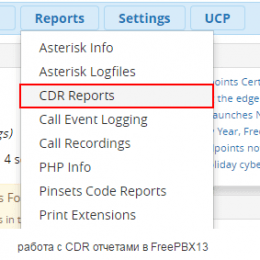 Reports Settings UCP
Asterisk Info
Asterisk Logfiles
CDR Reports
Call Event Logging
Call Recordings
PHP Info
Pinsets Code Reports
Print Extensions
points Cert
the edge
aunches N
Year, Free
points not
liday cybe
gs)
4 s
s Fo
s in t
работа с CDR отчетами в FreePBX13